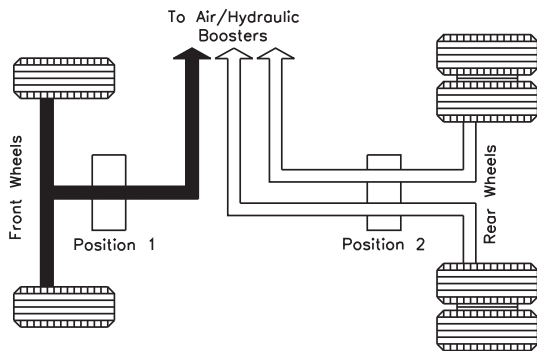 To Air/Hydraulic
Boosters
Front Wheels
Rear Wheels
Position 1
Position 2